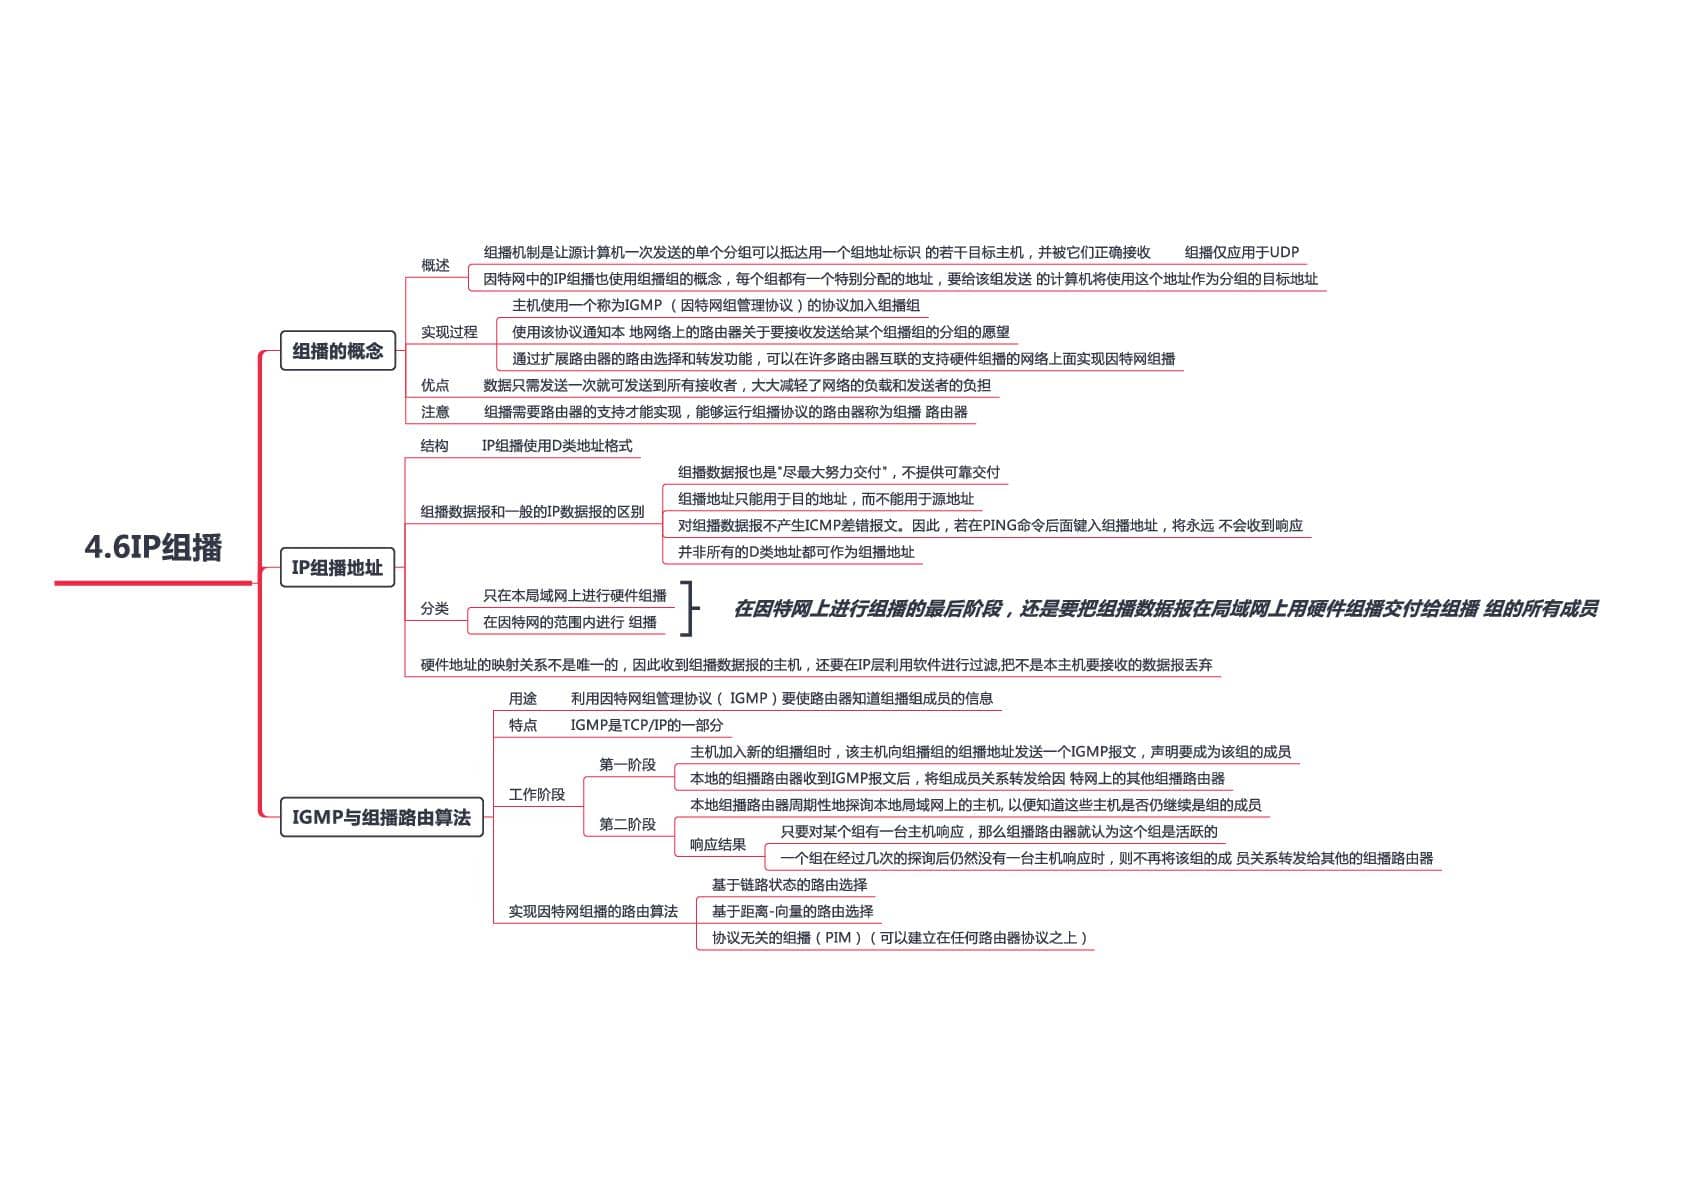 4.6IP组播
组播的概念
概述
组播机制是让源计算机一次发送的单个分组可以抵达用一个组地址标识 的若干目标主机，并被它们正确接收
组播仅应用于UDP
因特网中的IP组播也使用组播组的概念，每个组都有一个特别分配的地址，要给该组发送 的计算机将使用这个地址作为分组的目标地址
实现过程
主机使用一个称为IGMP （因特网组管理协议）的协议加入组播组
使用该协议通知本 地网络上的路由器关于要接收发送给某个组播组的分组的愿望
通过扩展路由器的路由选择和转发功能，可以在许多路由器互联的支持硬件组播的网络上面实现因特网组播
优点
数据只需发送一次就可发送到所有接收者，大大减轻了网络的负载和发送者的负担
注意
组播需要路由器的支持才能实现，能够运行组播协议的路由器称为组播 路由器
IP组播地址
结构
IP组播使用D类地址格式
组播数据报和一般的IP数据报的区别
组播数据报也是"尽最大努力交付"，不提供可靠交付
组播地址只能用于目的地址，而不能用于源地址
对组播数据报不产生ICMP差错报文。因此，若在PING命令后面键入组播地址，将永远 不会收到响应
并非所有的D类地址都可作为组播地址
分类
只在本局域网上进行硬件组播
在因特网的范围内进行 组播
在因特网上进行组播的最后阶段，还是要把组播数据报在局域网上用硬件组播交付给组播 组的所有成员
硬件地址的映射关系不是唯一的，因此收到组播数据报的主机，还要在IP层利用软件进行过滤,把不是本主机要接收的数据报丢弃
IGMP与组播路由算法
用途
利用因特网组管理协议（ IGMP）要使路由器知道组播组成员的信息
特点
IGMP是TCP/IP的一部分
工作阶段
第一阶段
主机加入新的组播组时，该主机向组播组的组播地址发送一个IGMP报文，声明要成为该组的成员
本地的组播路由器收到IGMP报文后，将组成员关系转发给因 特网上的其他组播路由器
第二阶段
本地组播路由器周期性地探询本地局域网上的主机, 以便知道这些主机是否仍继续是组的成员
响应结果
只要对某个组有一台主机响应，那么组播路由器就认为这个组是活跃的
一个组在经过几次的探询后仍然没有一台主机响应时，则不再将该组的成 员关系转发给其他的组播路由器
实现因特网组播的路由算法
基于链路状态的路由选择
基于距离-向量的路由选择
协议无关的组播（PIM）（可以建立在任何路由器协议之上）